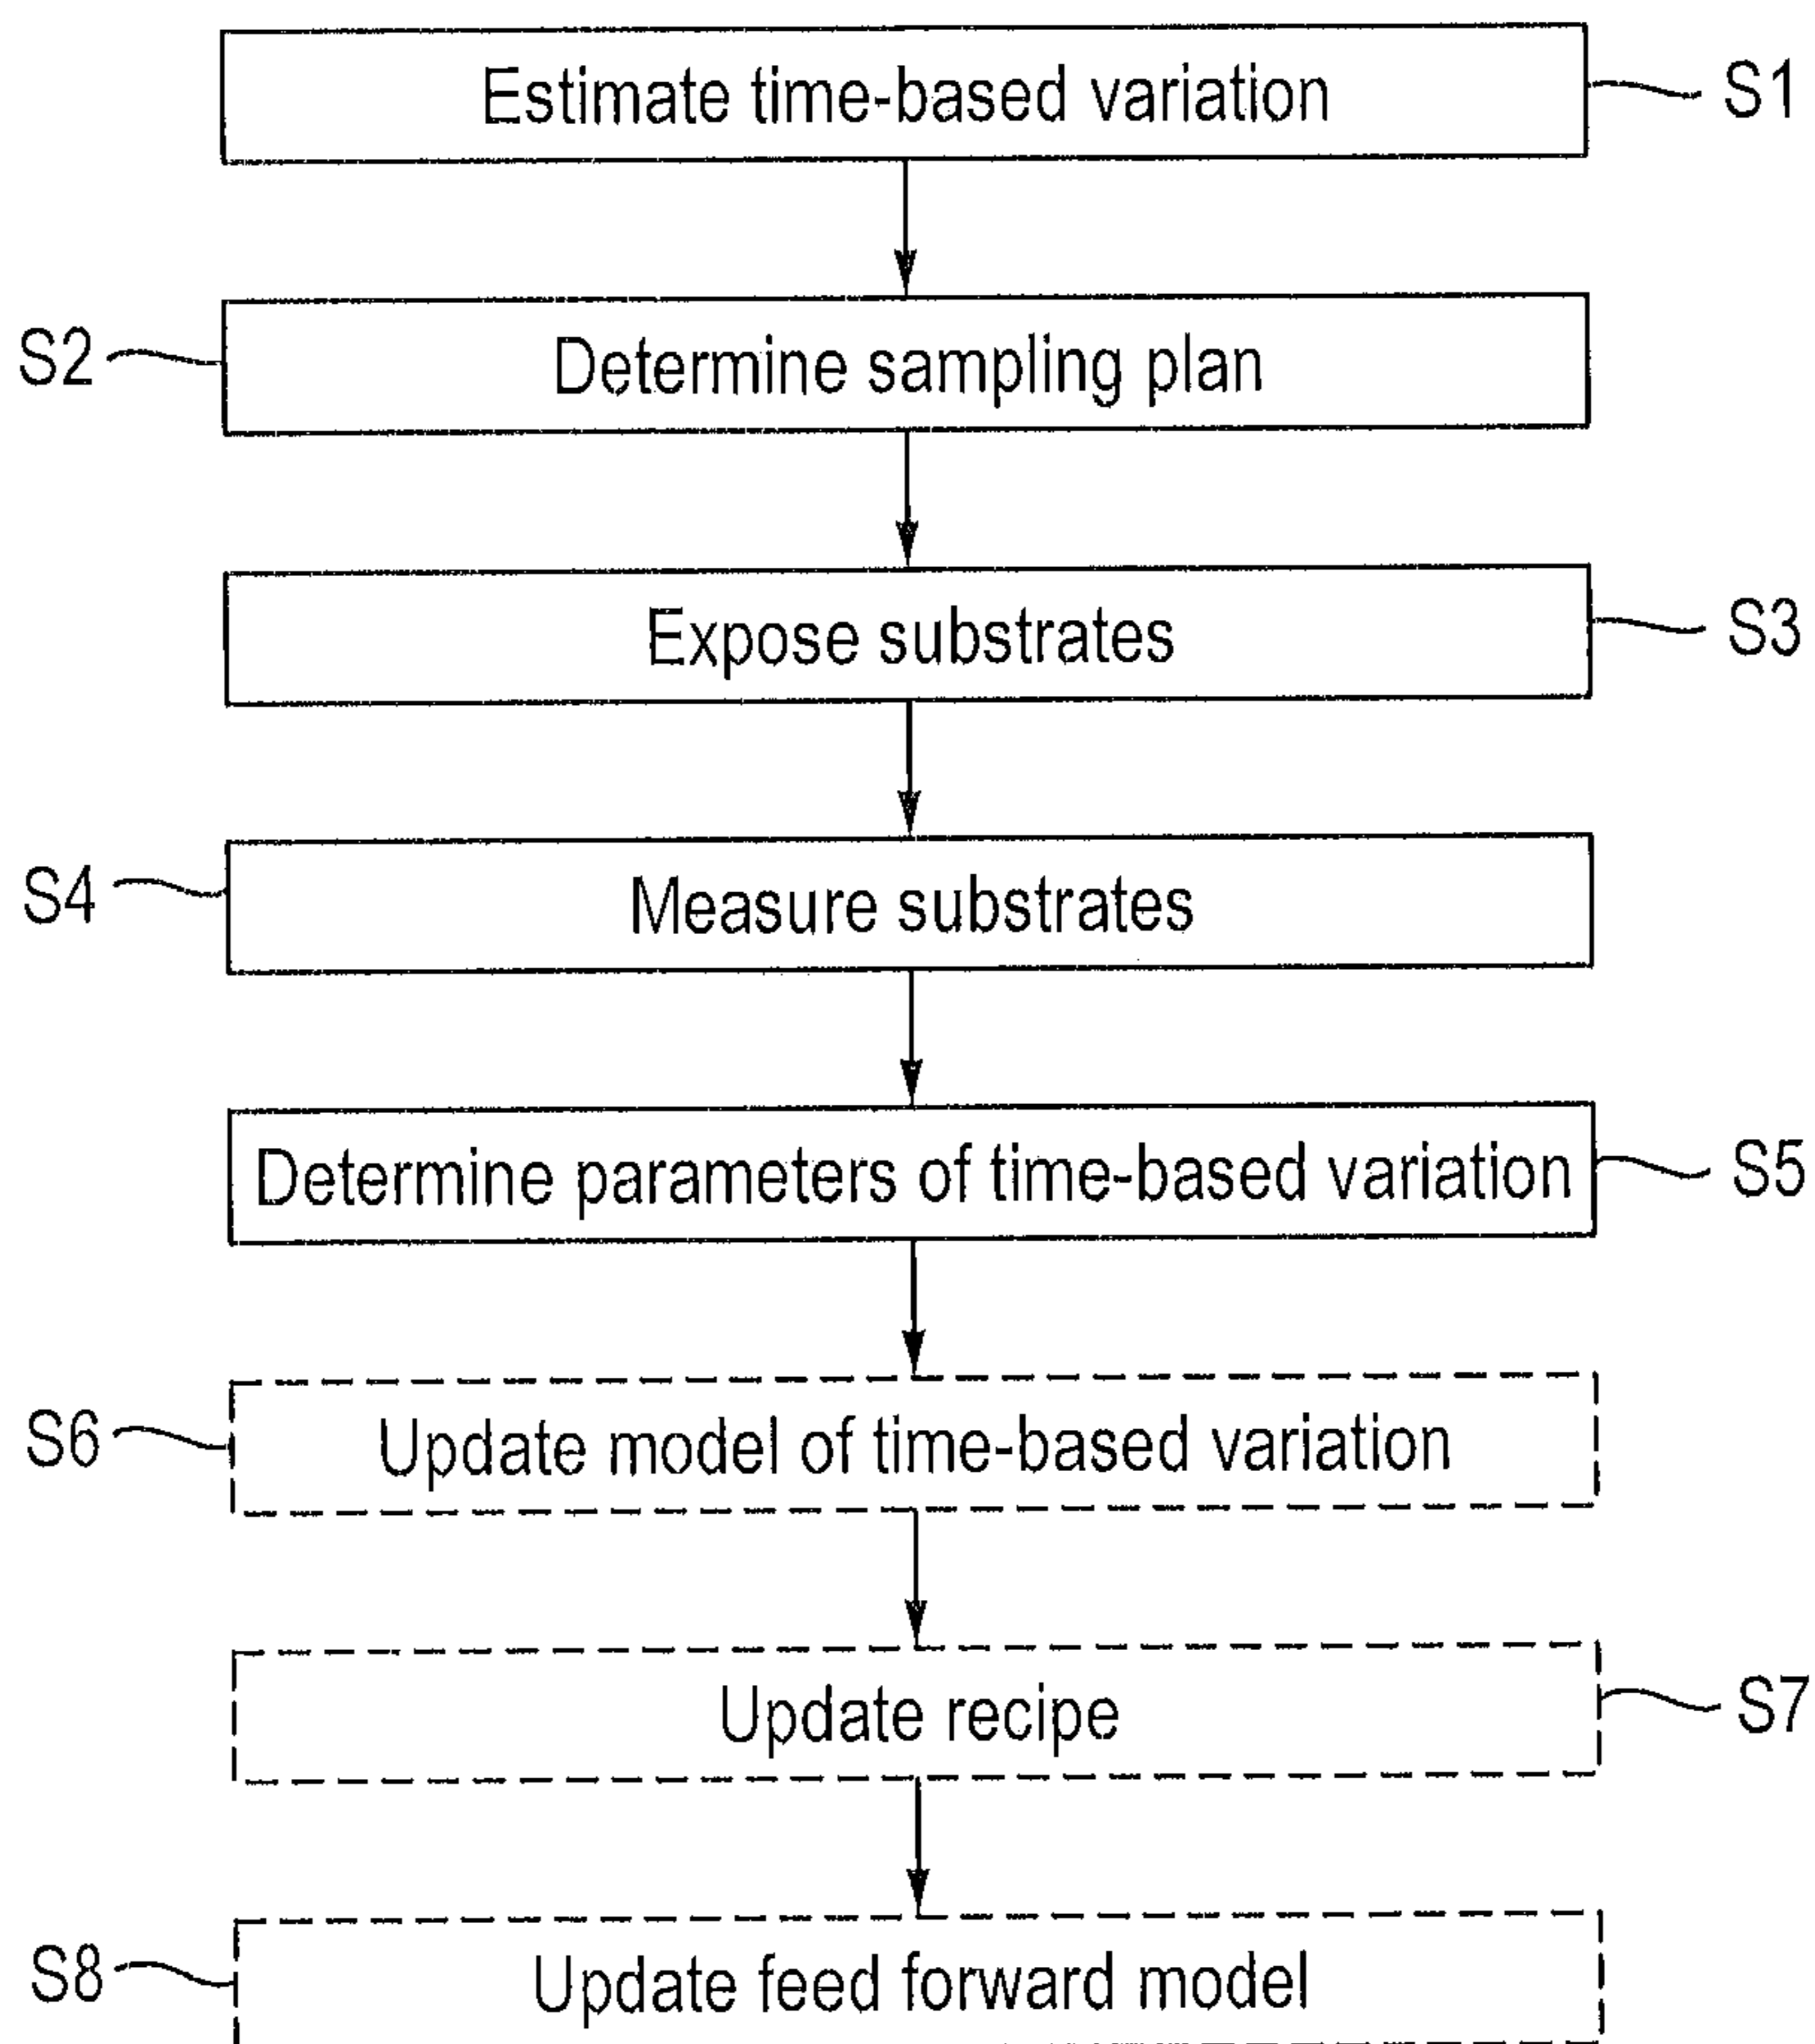 Estimate time-based variation
S1
S2
Determine sampling plan
Expose substrates
S3
S4
Measure substrates
Determine parameters of time-based variation
S5
S6
Update model of time-based variation
Update recipe
S7
S8
Update feed forward model